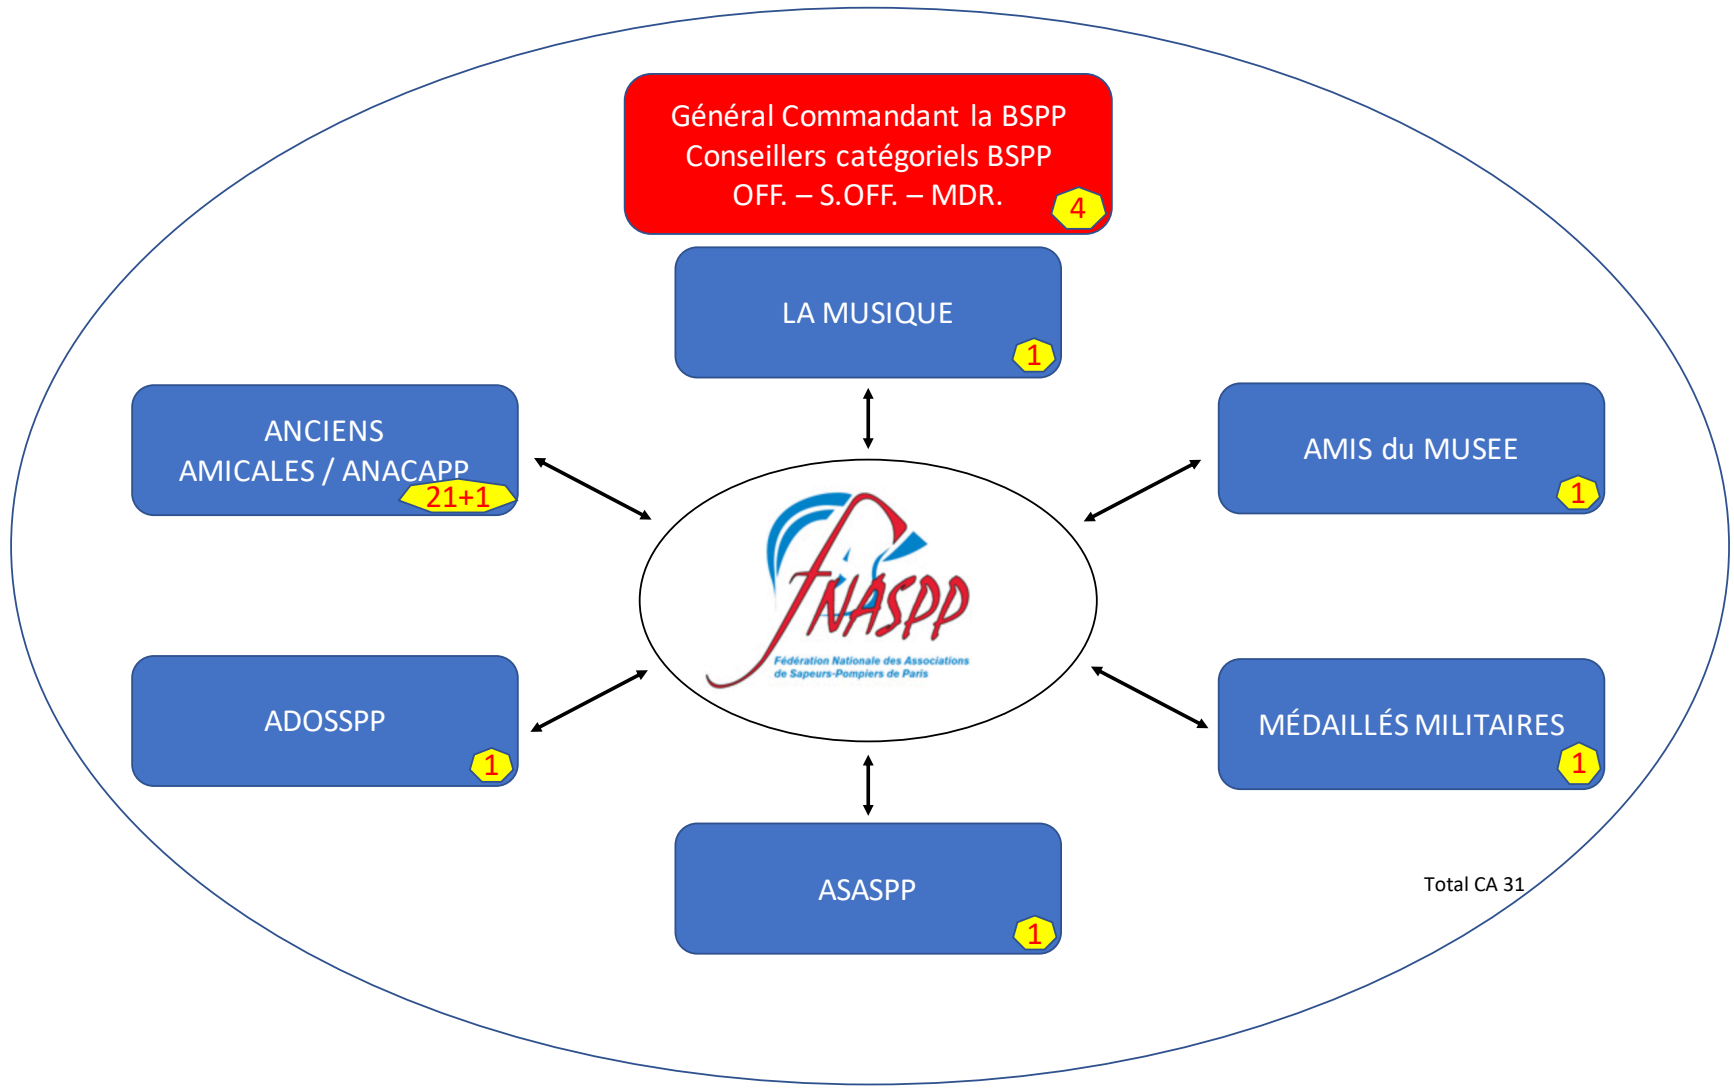 Général Commandant la BSPP
Conseillers catégoriels BSPP
OFF. – S.OFF. – MDR.
4
LA MUSIQUE
1
ANCIENS
AMICALES / ANACAPP
21+1
AMIS du MUSEE
1
FNASPP
Fédération Nationale des Associations
de Sapeurs-Pompiers de Paris
ADOSSPP
1
MÉDAILLÉS MILITAIRES
1
ASASPP
1
Total CA 31